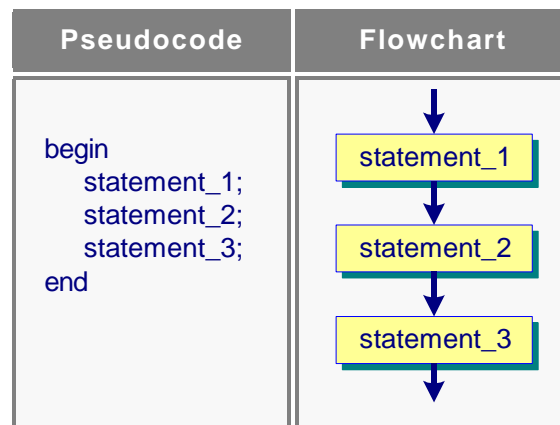 Pseudocode
Flowchart
begin
statement_1;
statement_2;
statement_3;
end
statement_1
statement_2
statement_3